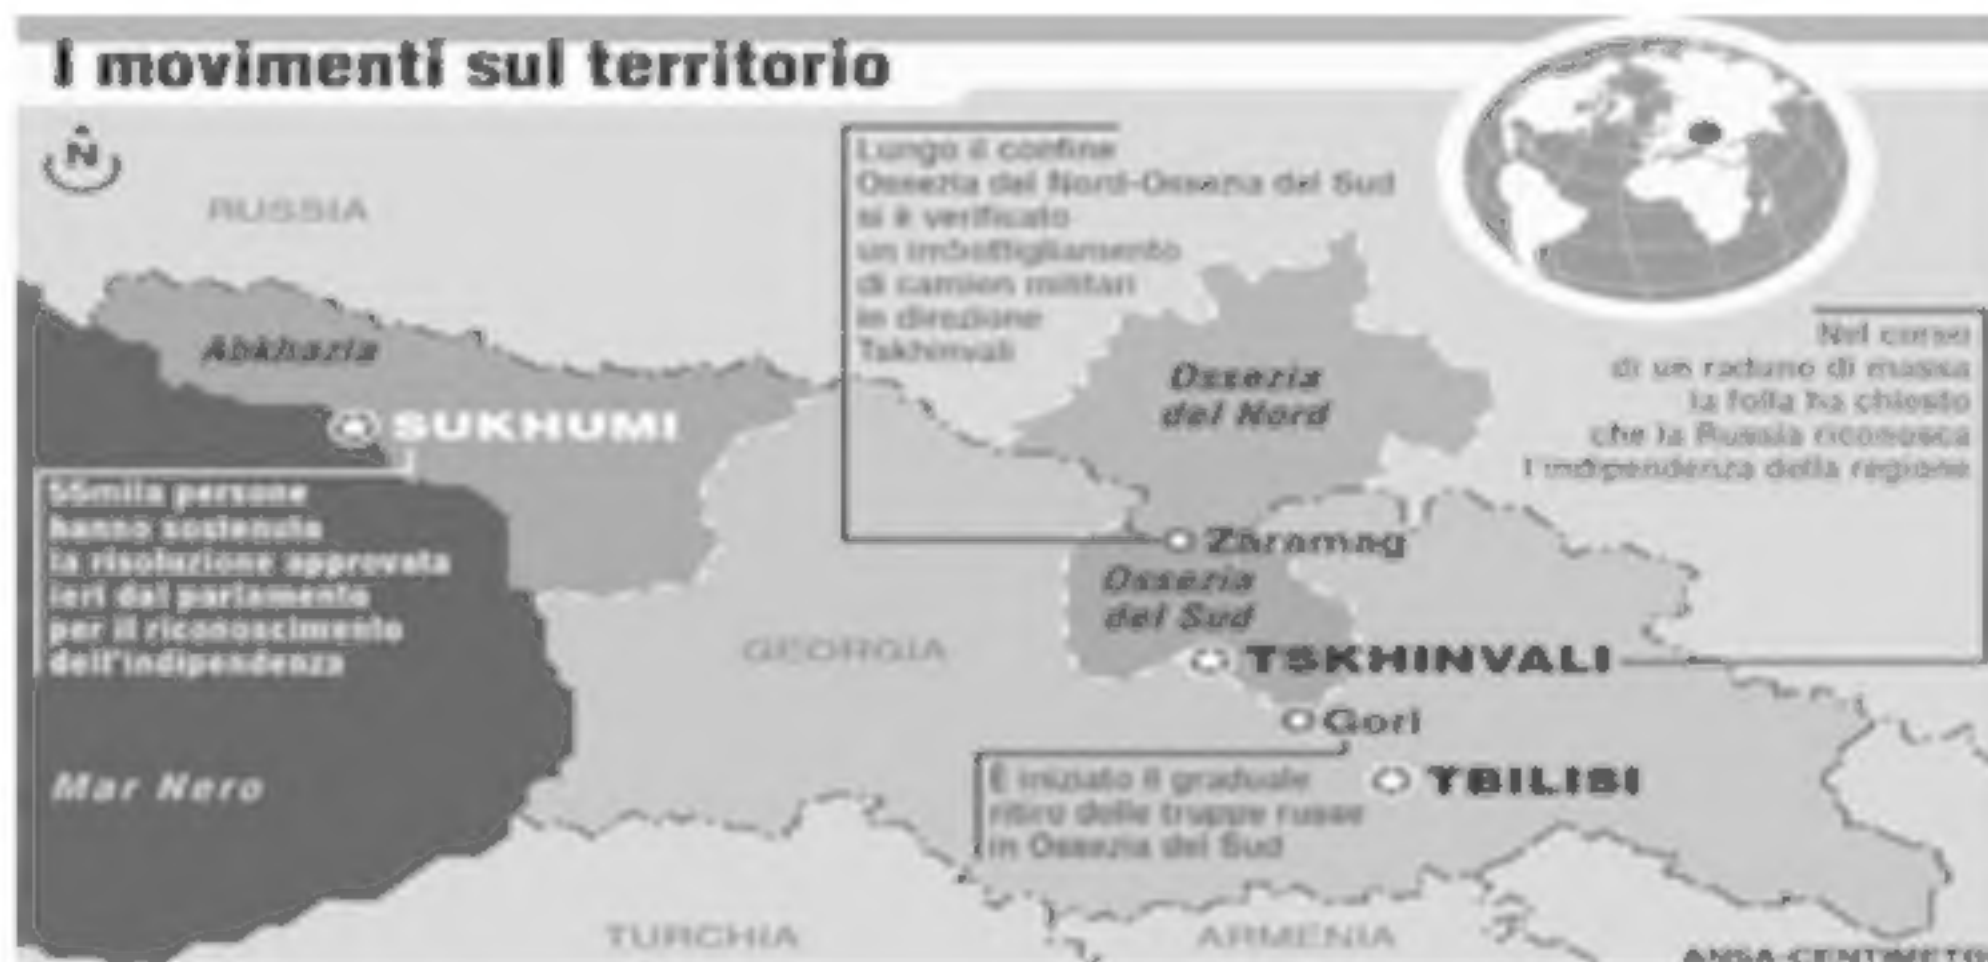 I movimenti sul territorio
N
RUSSIA
Lungo il confine
Ossezia del Nord-Ossezia del Sud
si è verificato
un imbottigliamento
di camion militari
in direzione
Tskhinvali
Nel corso
di un raduno di massa
la folla ha chiesto
che la Russia riconosca
l'indipendenza della regione
Abkhazia
SUKHUMI
55mila persone
hanno sostenuto
la risoluzione approvata
ieri dal parlamento
per il riconoscimento
dell'indipendenza
Ossezia
del Nord
Zaramag
Ossezia
del Sud
GEORGIA
TSKHINVALI
Gori
È iniziato il graduale
ritiro delle truppe russe
in Ossezia del Sud
TBILISI
Mar Nero
TURCHIA
ARMENIA
ANSA-CENTIMETRI